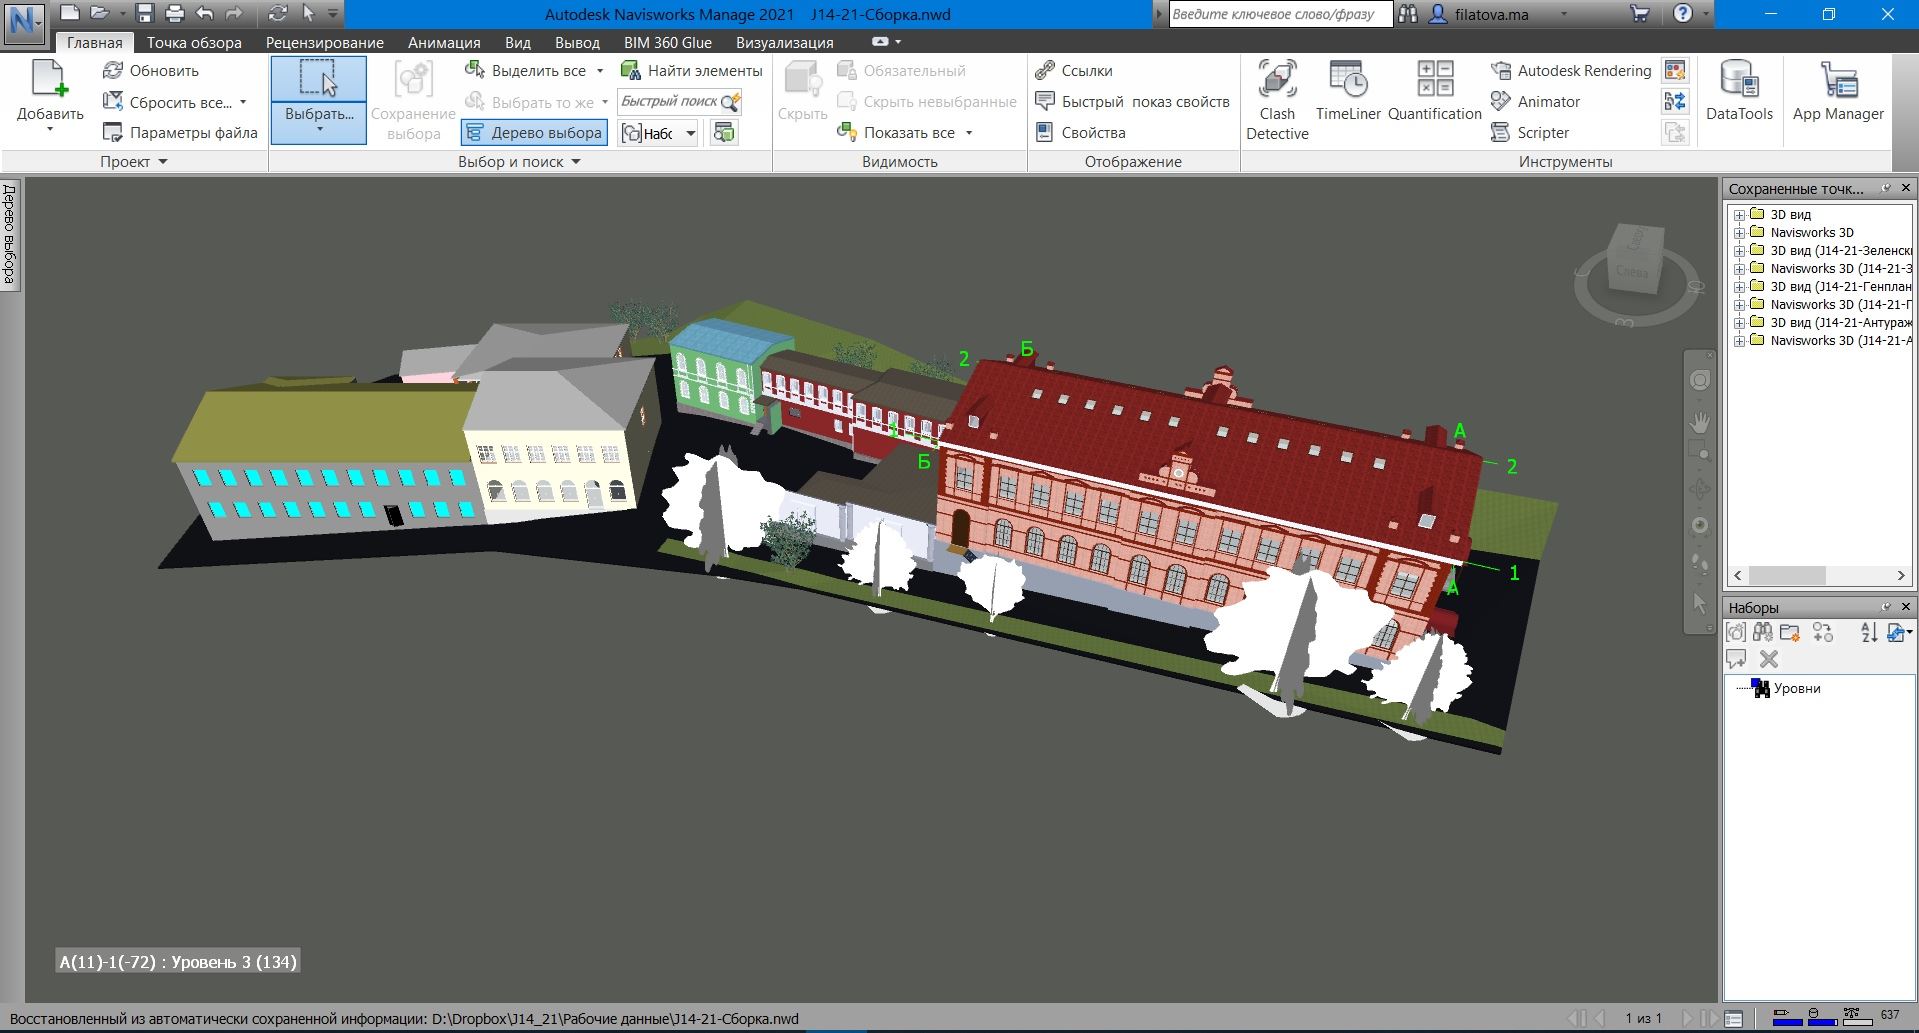 Autodesk Navisworks Manage 2021 J14-21-Сборка.nwd
Введите ключевое слово/фразу
filatova.ma
Главная Точка обзора Рецензирование Анимация Вид Вывод BIM 360 Glue Визуализация
Добавить
Обновить
Сбросить все...
Параметры файла
Проект
Выбрать...
Сохранение
выбора
Выделить все
Выбрать то же
Дерево выбора
Найти элементы
Быстрый поиск
Набс
Выбор и поиск
Скрыть
Обязательный
Скрыть невыбранные
Показать все
Видимость
Ссылки
Быстрый показ свойств
Свойства
Отображение
Clash
Detective
TimeLiner
Quantification
Autodesk Rendering
Animator
Scripter
Инструменты
DataTools
App Manager
Дерево выбора
Сохраненные точк...
3D вид
Navisworks 3D
3D вид (J14-21-Зеленски
Navisworks 3D (J14-21-З
3D вид (J14-21-Генплан
Navisworks 3D (J14-21-Г
3D вид (J14-21-Антураж
Navisworks 3D (J14-21-А
Слева
2
Б
А
2
1
Б
1
А
Наборы
Уровни
А(11)-1(-72) : Уровень 3 (134)
Восстановленный из автоматически сохраненной информации: D:\Dropbox\J14_21\Рабочие данные\J14-21-Сборка.nwd
1 из 1
637